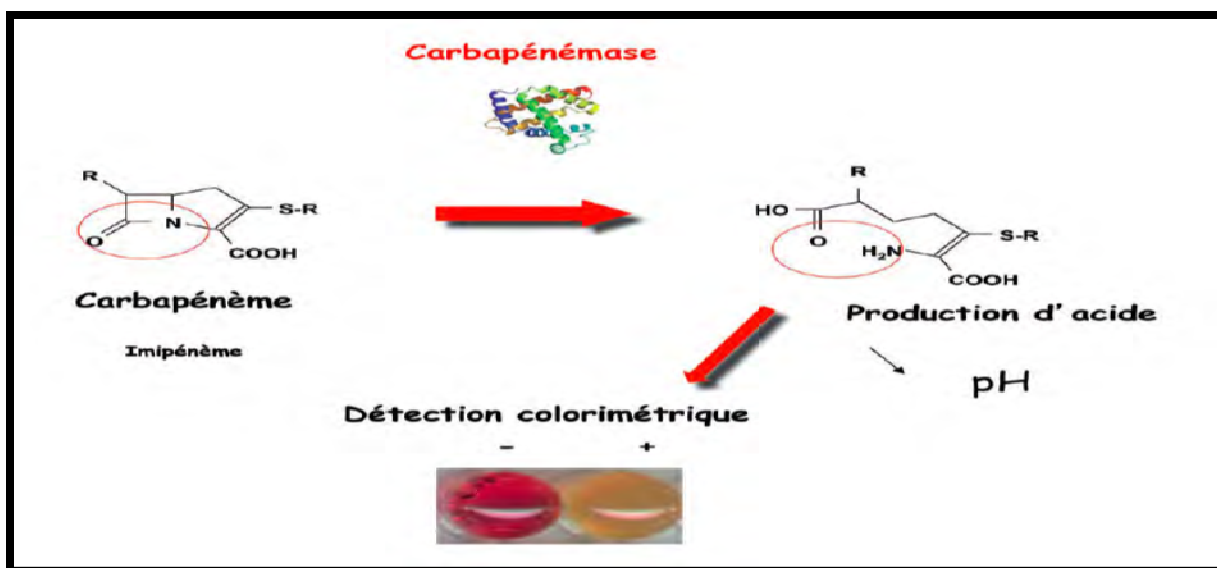 Carbapénémase
R
S-R
N
O
COOH
Carbapénème
Imipénème
R
HO
O
S-R
H₂N
COOH
Production d'acide
pH
Détection colorimétrique
- +